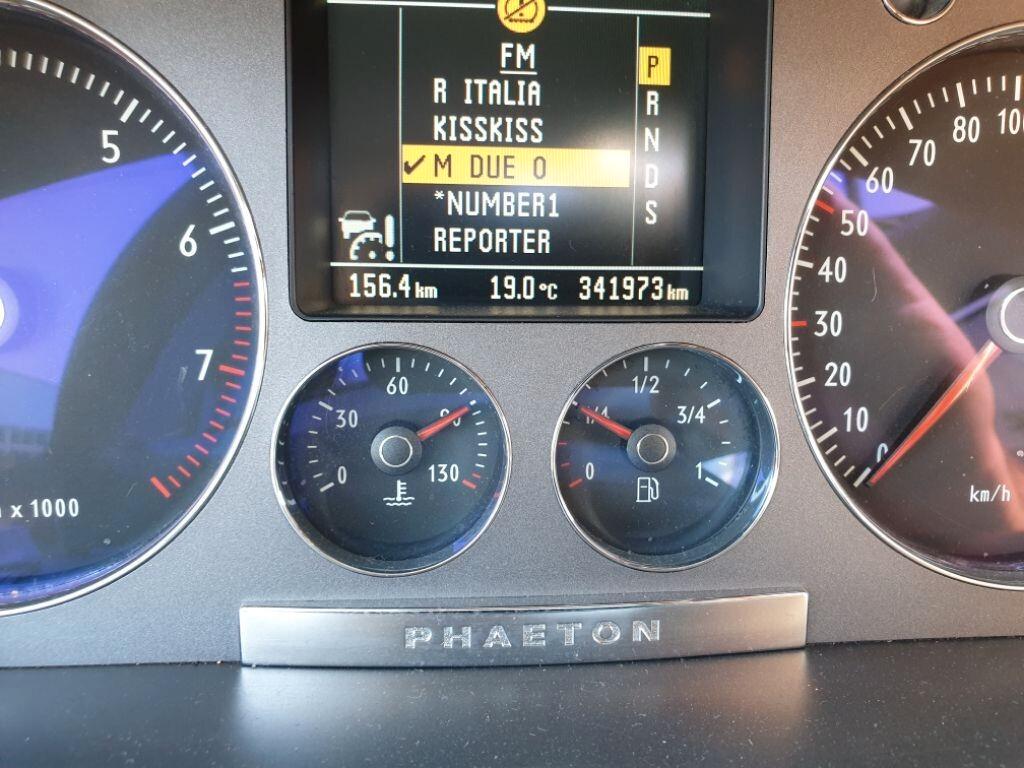 FM
R ITALIA
KISSKISS
✓ M DUE O
*NUMBER1
REPORTER
P
R
N
D
S
156.4 km 19.0 °C 341973 km
5
6
7
x 1000
0
30
60
130
0
1/4
1/2
3/4
1
0
10
20
30
40
50
60
70
80
100
km/h
PHAETON